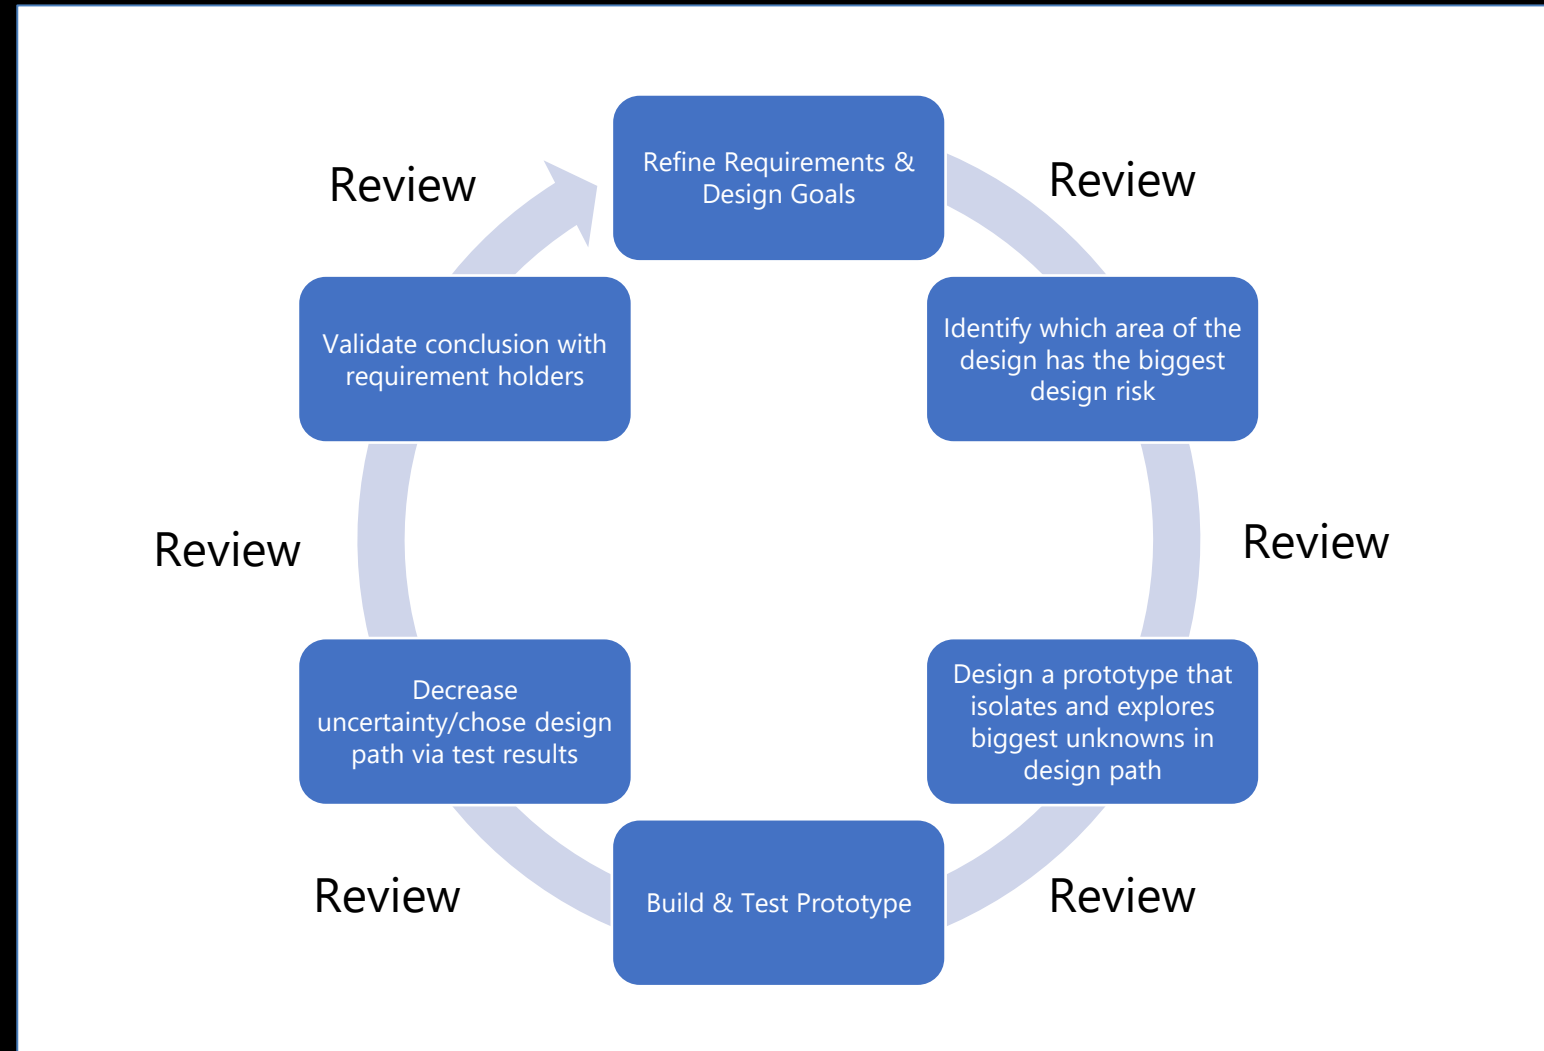 Refine Requirements &
Design Goals
Review
Identify which area of the
design has the biggest
design risk
Review
Design a prototype that
isolates and explores
biggest unknowns in
design path
Review
Build & Test Prototype
Review
Decrease
uncertainty/chose design
path via test results
Review
Validate conclusion with
requirement holders
Review